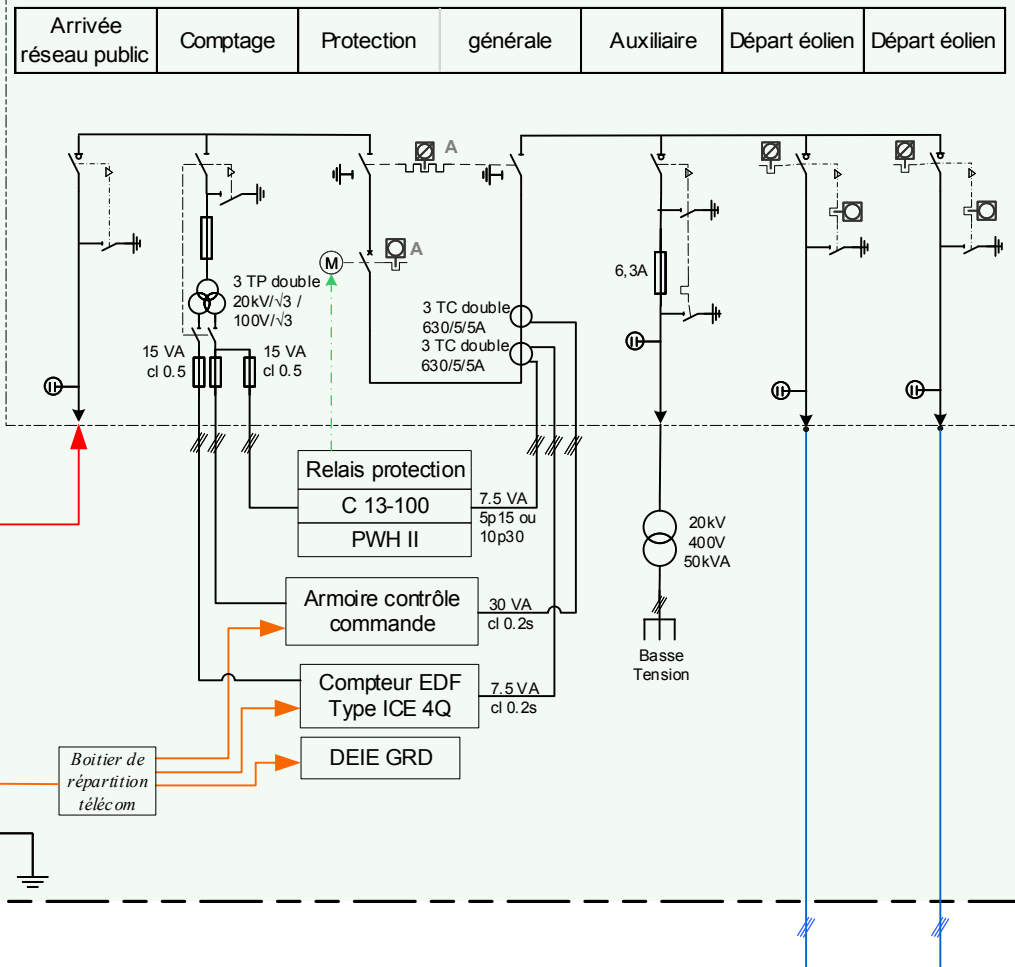 Arrivée
réseau public
Comptage
Protection
générale
Auxiliaire
Départ éolien
Départ éolien
A
A
M
3 TP double
20kV/√3 /
100V/√3
15 VA
cl 0.5
15 VA
cl 0.5
3 TC double
630/5/5A
3 TC double
630/5/5A
6,3A
Relais protection
C 13-100
PWH II
7.5 VA
5p15 ou
10p30
20kV
400V
50kVA
Armoire contrôle
commande
30 VA
cl 0.2s
Basse
Tension
Compteur EDF
Type ICE 4Q
7.5 VA
cl 0.2s
DEIE GRD
Boitier de
répartition
télécom